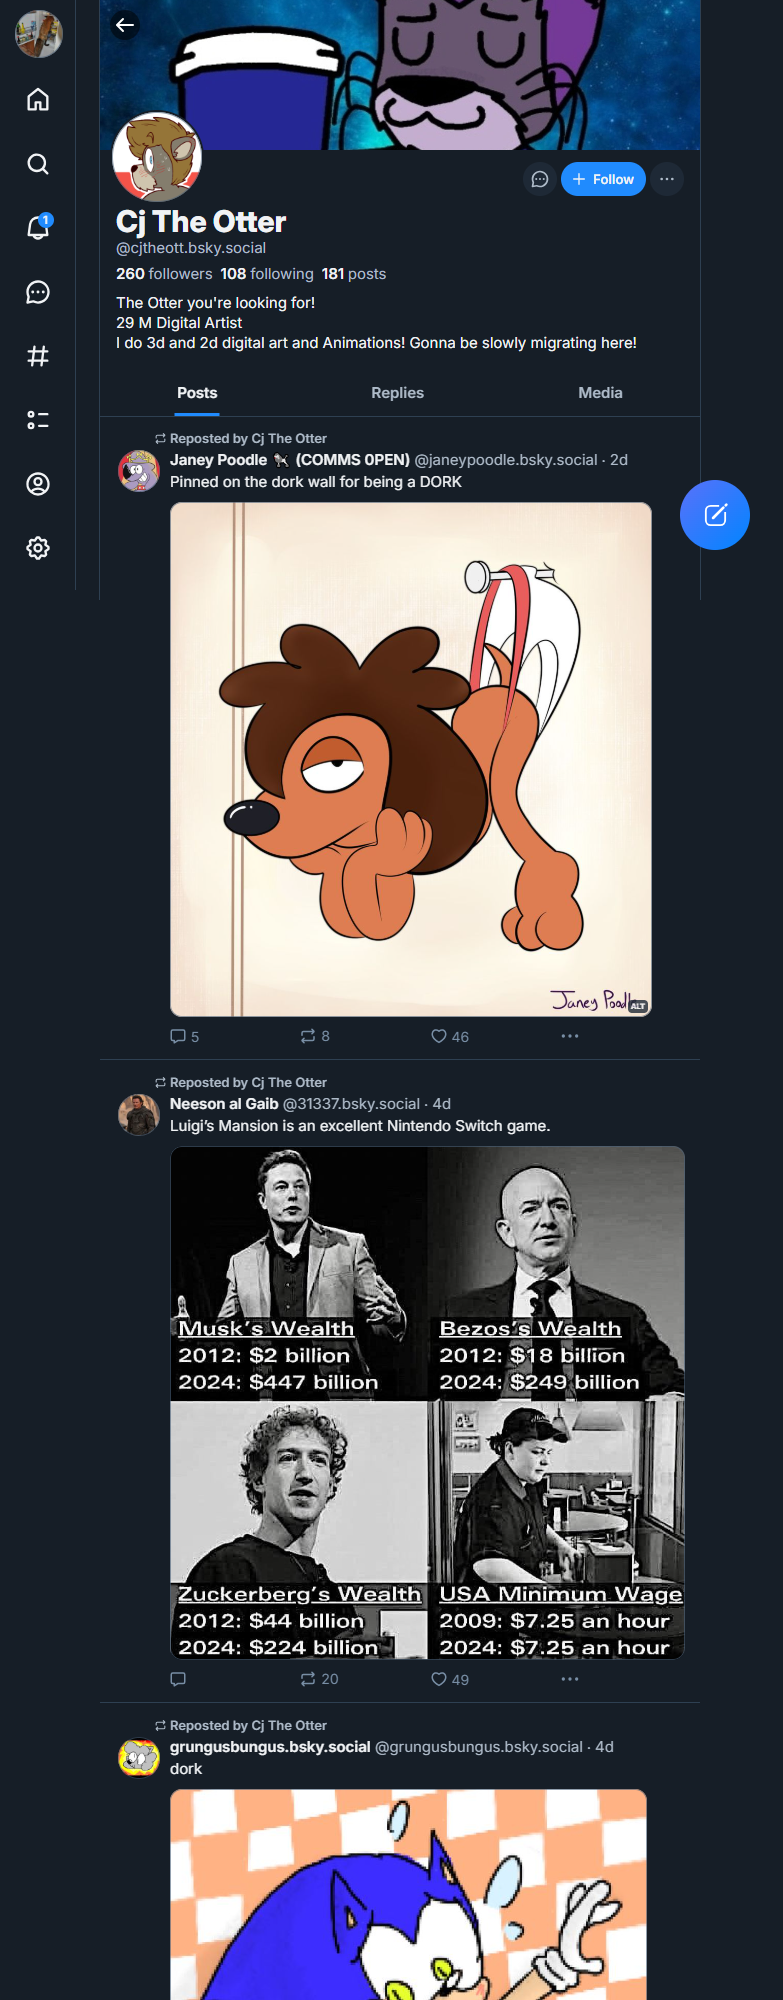 1
Follow
Cj The Otter
@cjtheott.bsky.social
260 followers 108 following 181 posts
The Otter you're looking for!
29 M Digital Artist
I do 3d and 2d digital art and Animations! Gonna be slowly migrating here!
Posts Replies Media
Reposted by Cj The Otter
Janey Poodle 🐩 (COMMS OPEN) @janeypoodle.bsky.social · 2d
Pinned on the dork wall for being a DORK
Janey Poodl
ALT
5 8 46
Reposted by Cj The Otter
Neeson al Gaib @31337.bsky.social · 4d
Luigi’s Mansion is an excellent Nintendo Switch game.
Musk's Wealth
2012: $2 billion
2024: $447 billion
Bezos's Wealth
2012: $18 billion
2024: $249 billion
Zuckerberg's Wealth
2012: $44 billion
2024: $224 billion
USA Minimum Wage
2009: $7.25 an hour
2024: $7.25 an hour
20 49
Reposted by Cj The Otter
grungusbungus.bsky.social @grungusbungus.bsky.social · 4d
dork